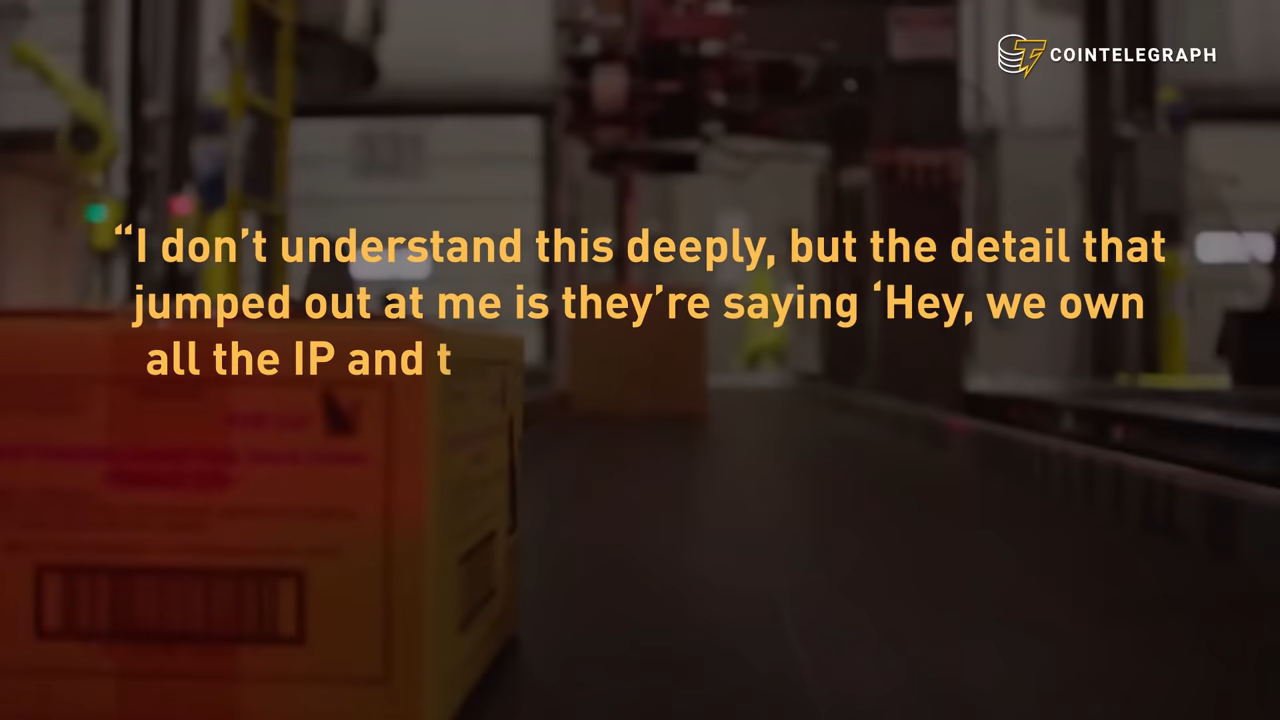 COINTELEGRAPH
“I don’t understand this deeply, but the detail that
jumped out at me is they’re saying ‘Hey, we own
all the IP and t